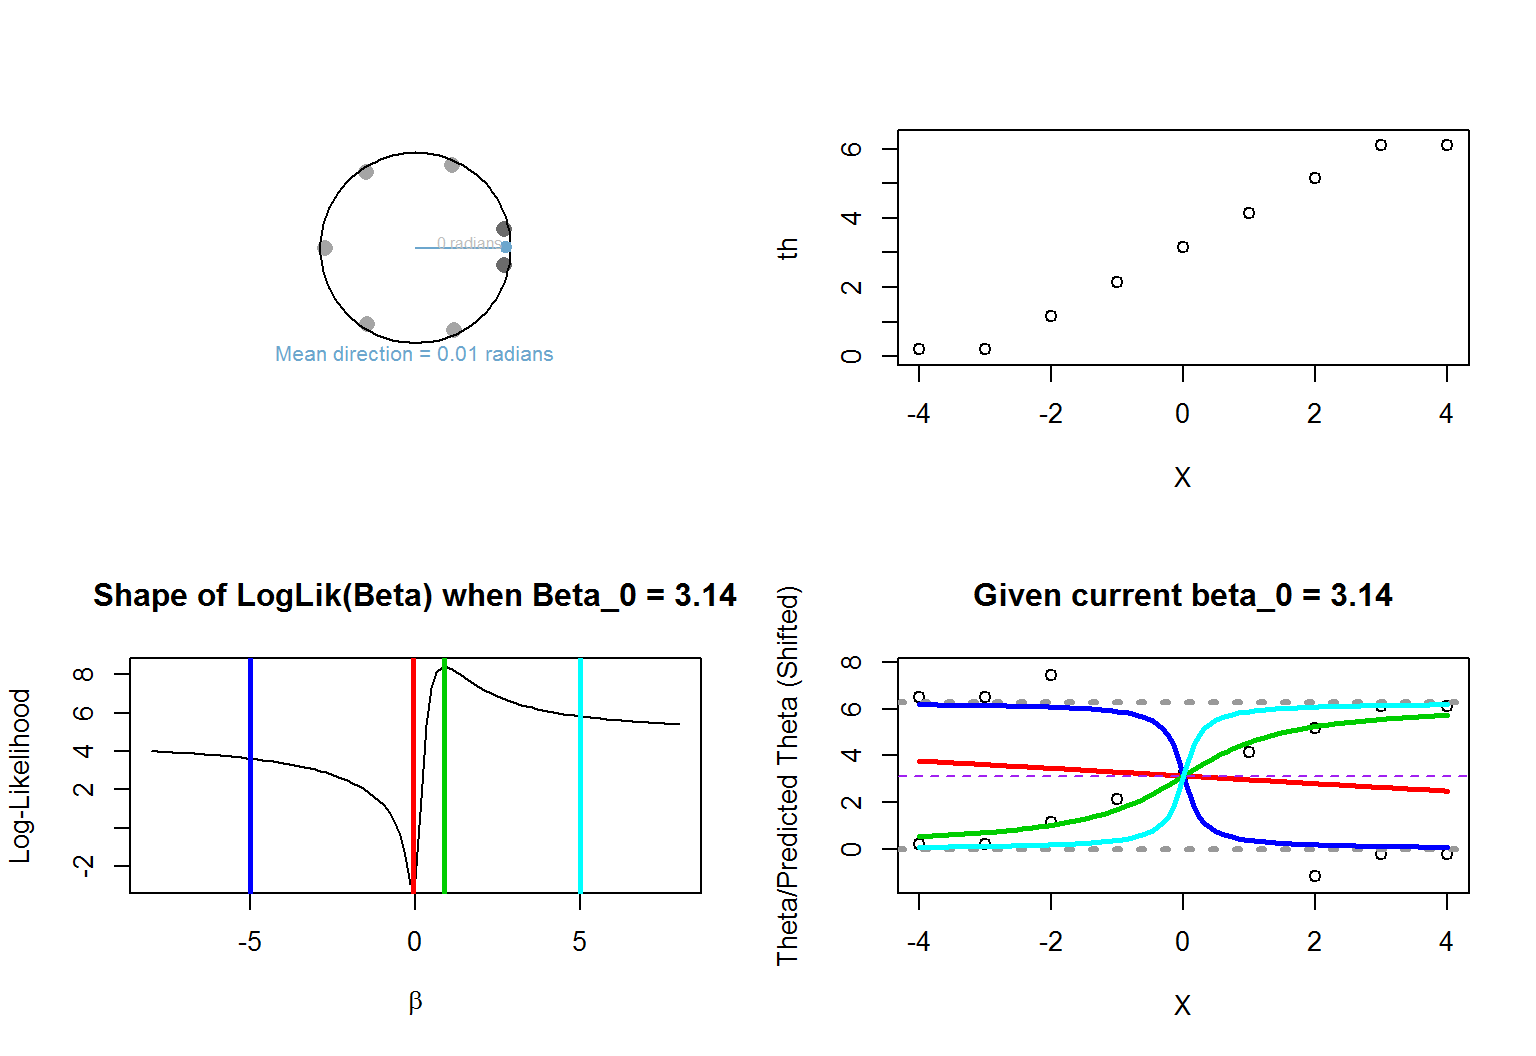 0 radians
Mean direction = 0.01 radians
th
6
4
2
0
-4
-2
0
2
4
X
Shape of LogLik(Beta) when Beta_0 = 3.14
Log-Likelihood
8
6
4
2
-2
-5
0
5
β
Given current beta_0 = 3.14
Theta/Predicted Theta (Shifted)
8
6
4
2
0
-4
-2
0
2
4
X